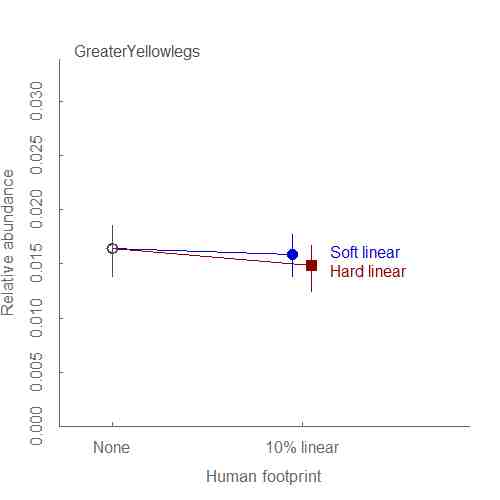 GreaterYellowlegs
Relative abundance
0.030
0.025
0.020
0.015
0.010
0.005
0.000
Soft linear
Hard linear
None
10% linear
Human footprint